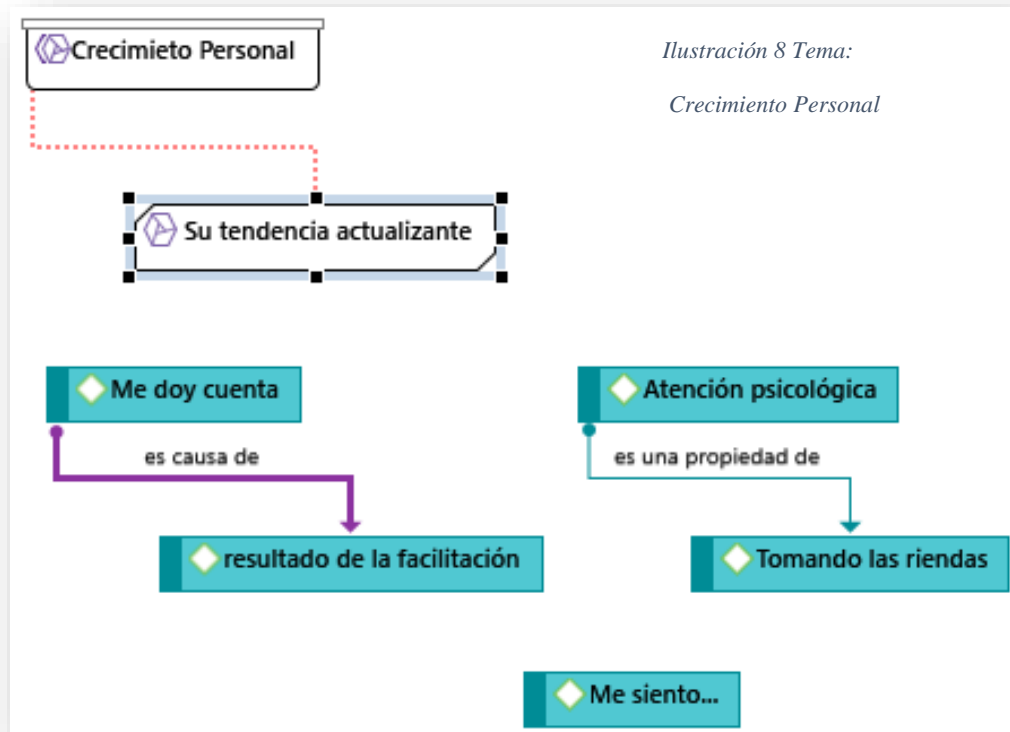 Crecimieto Personal
Ilustración 8 Tema:
Crecimiento Personal
Su tendencia actualizante
Me doy cuenta
Atención psicológica
es causa de
es una propiedad de
resultado de la facilitación
Tomando las riendas
Me siento...